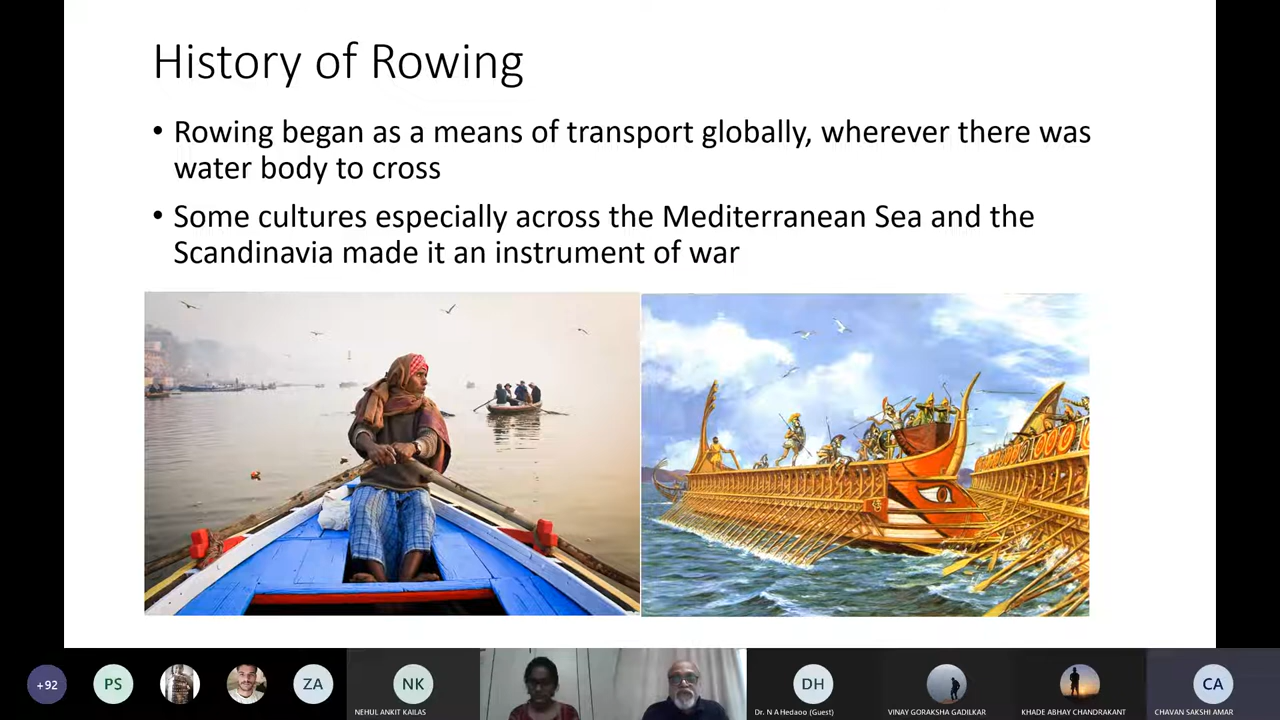 History of Rowing
• Rowing began as a means of transport globally, wherever there was
water body to cross
• Some cultures especially across the Mediterranean Sea and the
Scandinavia made it an instrument of war
+92
PS
ZA
NK
NEHUL ANKIT KAILAS
DH
Dr. N A Hedaoo (Guest)
VINAY GORAKSHA GADILKAR
KHADE ABHAY CHANDRAKANT
CA
CHAVAN SAKSHI AMAR